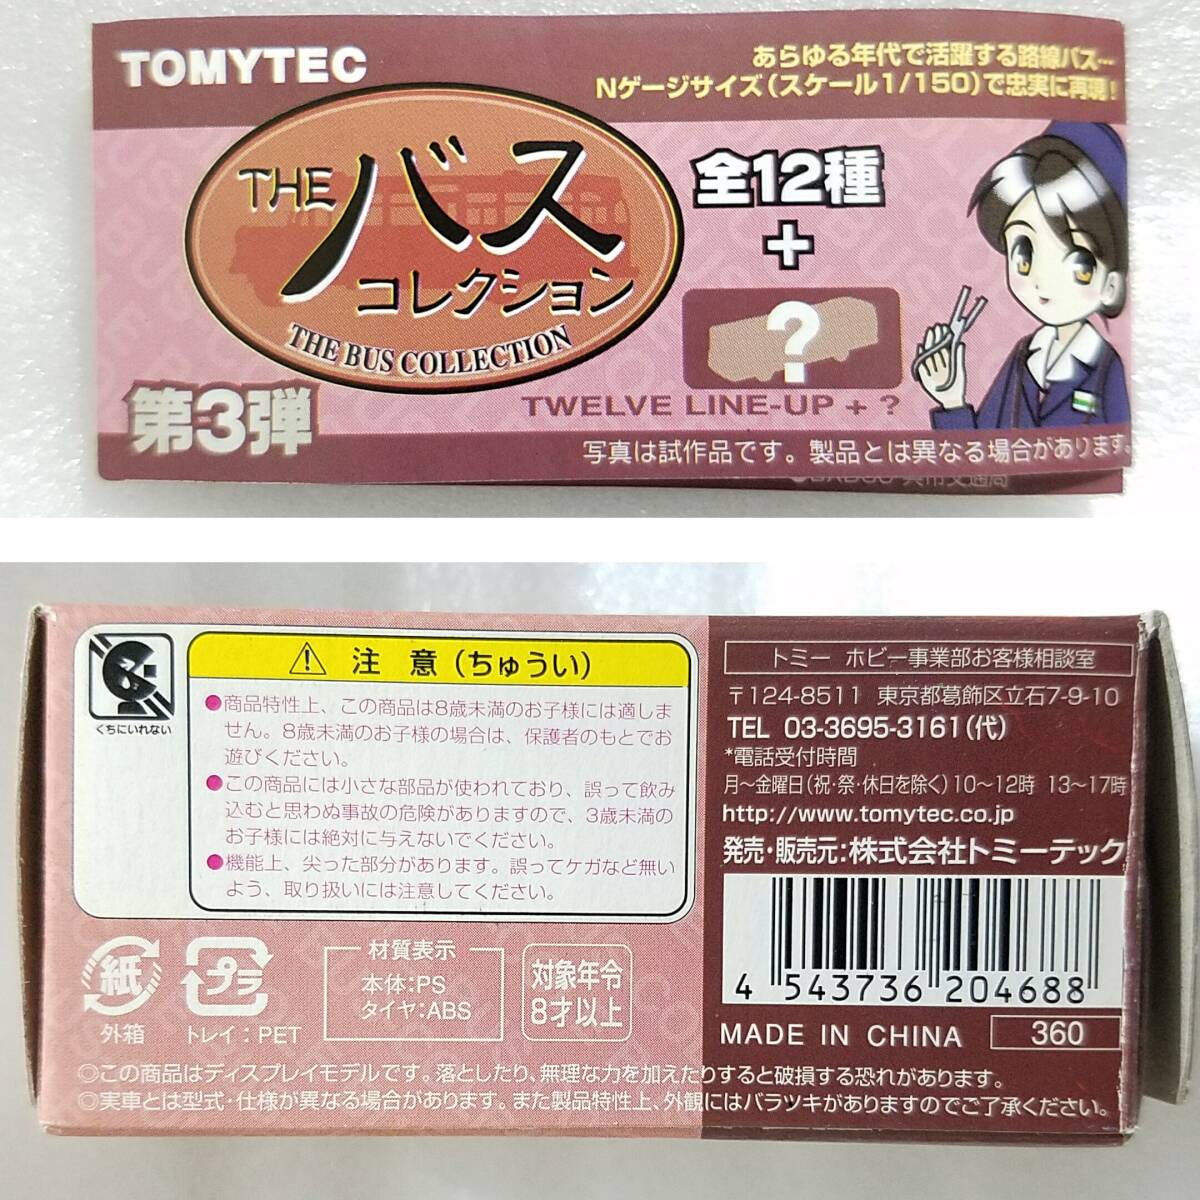 TOMYTEC
あらゆる年代で活躍する路線バス…
Nゲージサイズ(スケール1/150)で忠実に再現!
THE バス
コレクション
THE BUS COLLECTION
全12種
+
?
TWELVE LINE-UP + ?
第3弾
写真は試作品です。製品とは異なる場合があります。
くちにいれない
注意(ちゅうい)
●商品特性上、この商品は8歳未満のお子様には適しま
せん。8歳未満のお子様の場合は、保護者のもとでお
遊びください。
●この商品には小さな部品が使われており、誤って飲み
込むと思わぬ事故の危険がありますので、3歳未満の
お子様には絶対に与えないでください。
●機能上、尖った部分があります。誤ってケガなど無い
よう、取り扱いには注意してください。
紙
外箱
プラ
トレイ:PET
材質表示
本体:PS
タイヤ:ABS
対象年令
8才以上
◎この商品はディスプレイモデルです。落としたり、無理な力を加えたりすると破損する恐れがあります。
◎実車とは型式・仕様が異なる場合があります。また製品特性上、外観にはバラツキがありますのでご了承ください。
トミー ホビー事業部お客様相談室
〒124-8511 東京都葛飾区立石7-9-10
TEL 03-3695-3161(代)
*電話受付時間
月～金曜日(祝・祭・休日を除く)10～12時 13～17時
http://www.tomytec.co.jp
発売・販売元:株式会社トミーテック
4 543736 204688
MADE IN CHINA 360